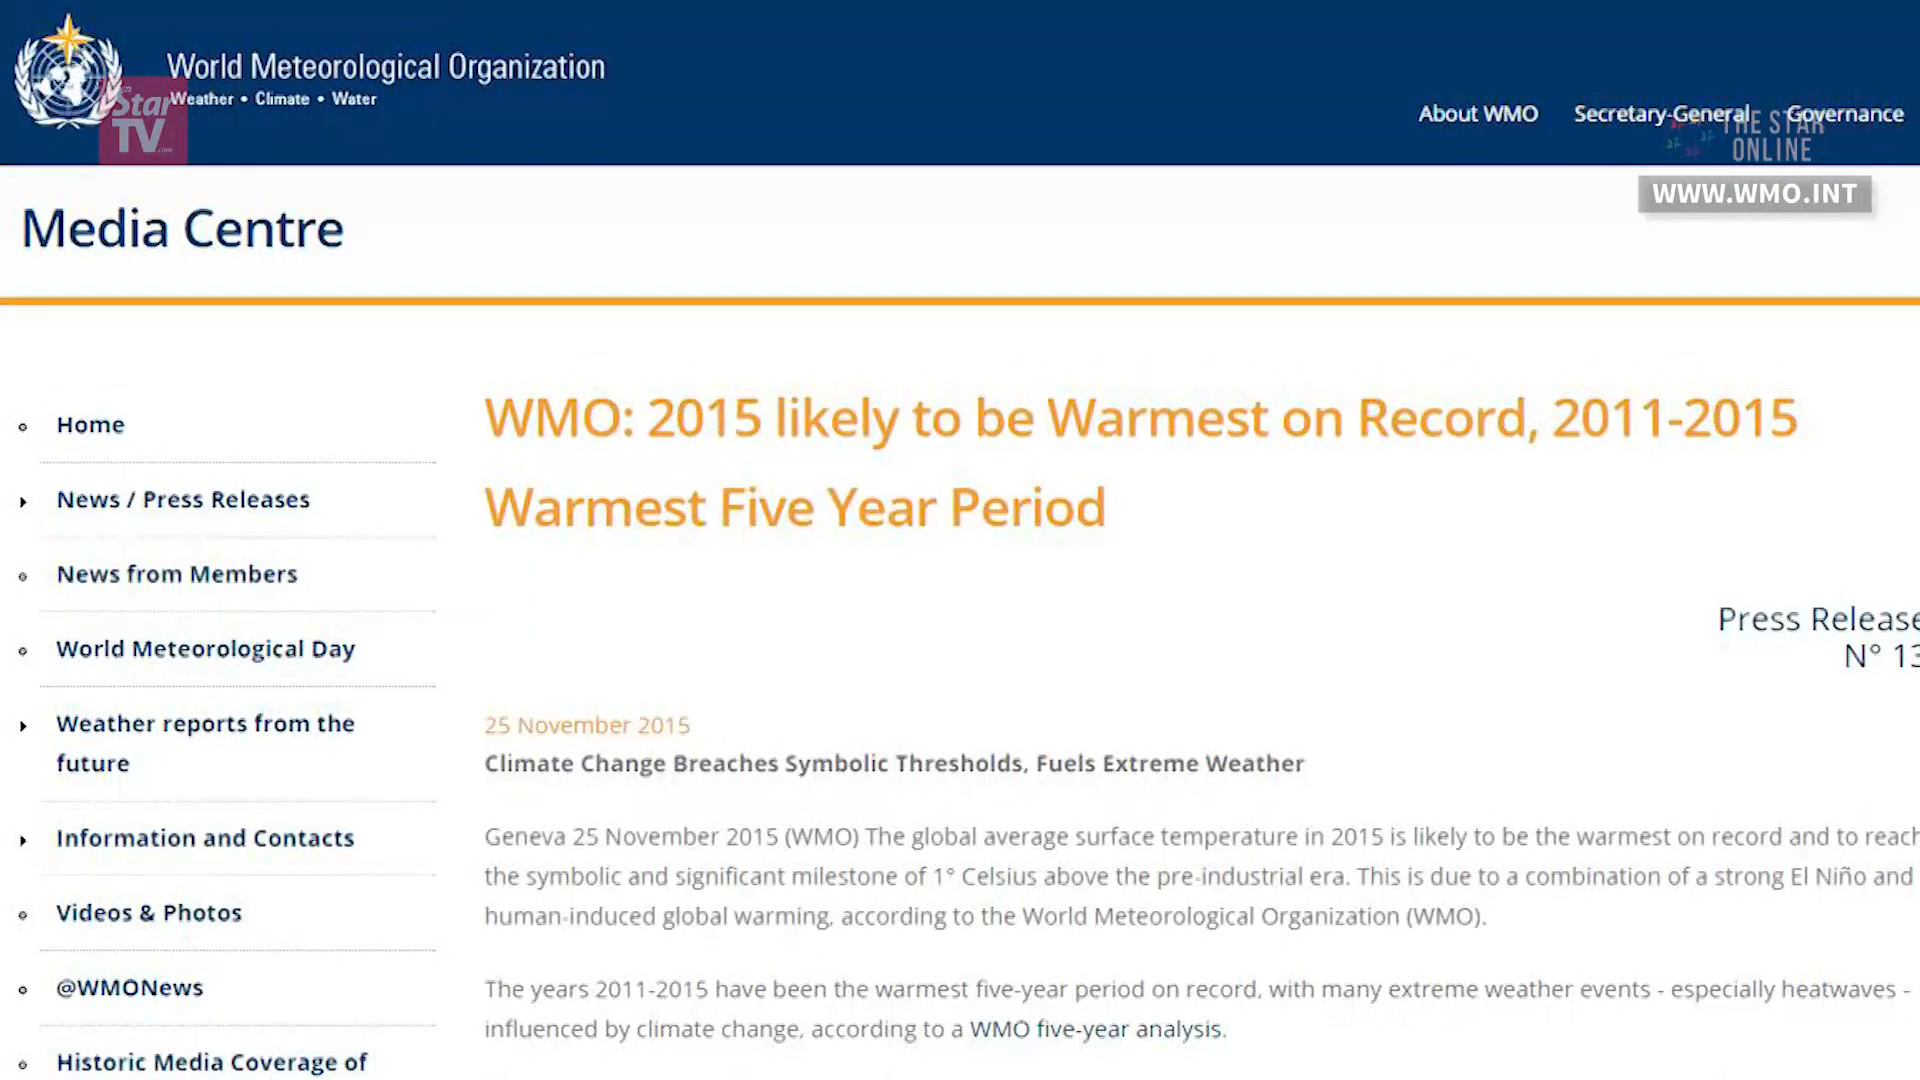 World Meteorological Organization
Weather • Climate • Water
Star
TV.com
About WMO Secretary-General Governance
THE STAR
ONLINE
WWW.WMO.INT
Media Centre
Home
News / Press Releases
News from Members
World Meteorological Day
Weather reports from the
future
Information and Contacts
Videos & Photos
@WMONews
Historic Media Coverage of
WMO: 2015 likely to be Warmest on Record, 2011-2015
Warmest Five Year Period
Press Release
N° 13
25 November 2015
Climate Change Breaches Symbolic Thresholds, Fuels Extreme Weather
Geneva 25 November 2015 (WMO) The global average surface temperature in 2015 is likely to be the warmest on record and to reach
the symbolic and significant milestone of 1° Celsius above the pre-industrial era. This is due to a combination of a strong El Niño and
human-induced global warming, according to the World Meteorological Organization (WMO).
The years 2011-2015 have been the warmest five-year period on record, with many extreme weather events - especially heatwaves -
influenced by climate change, according to a WMO five-year analysis.